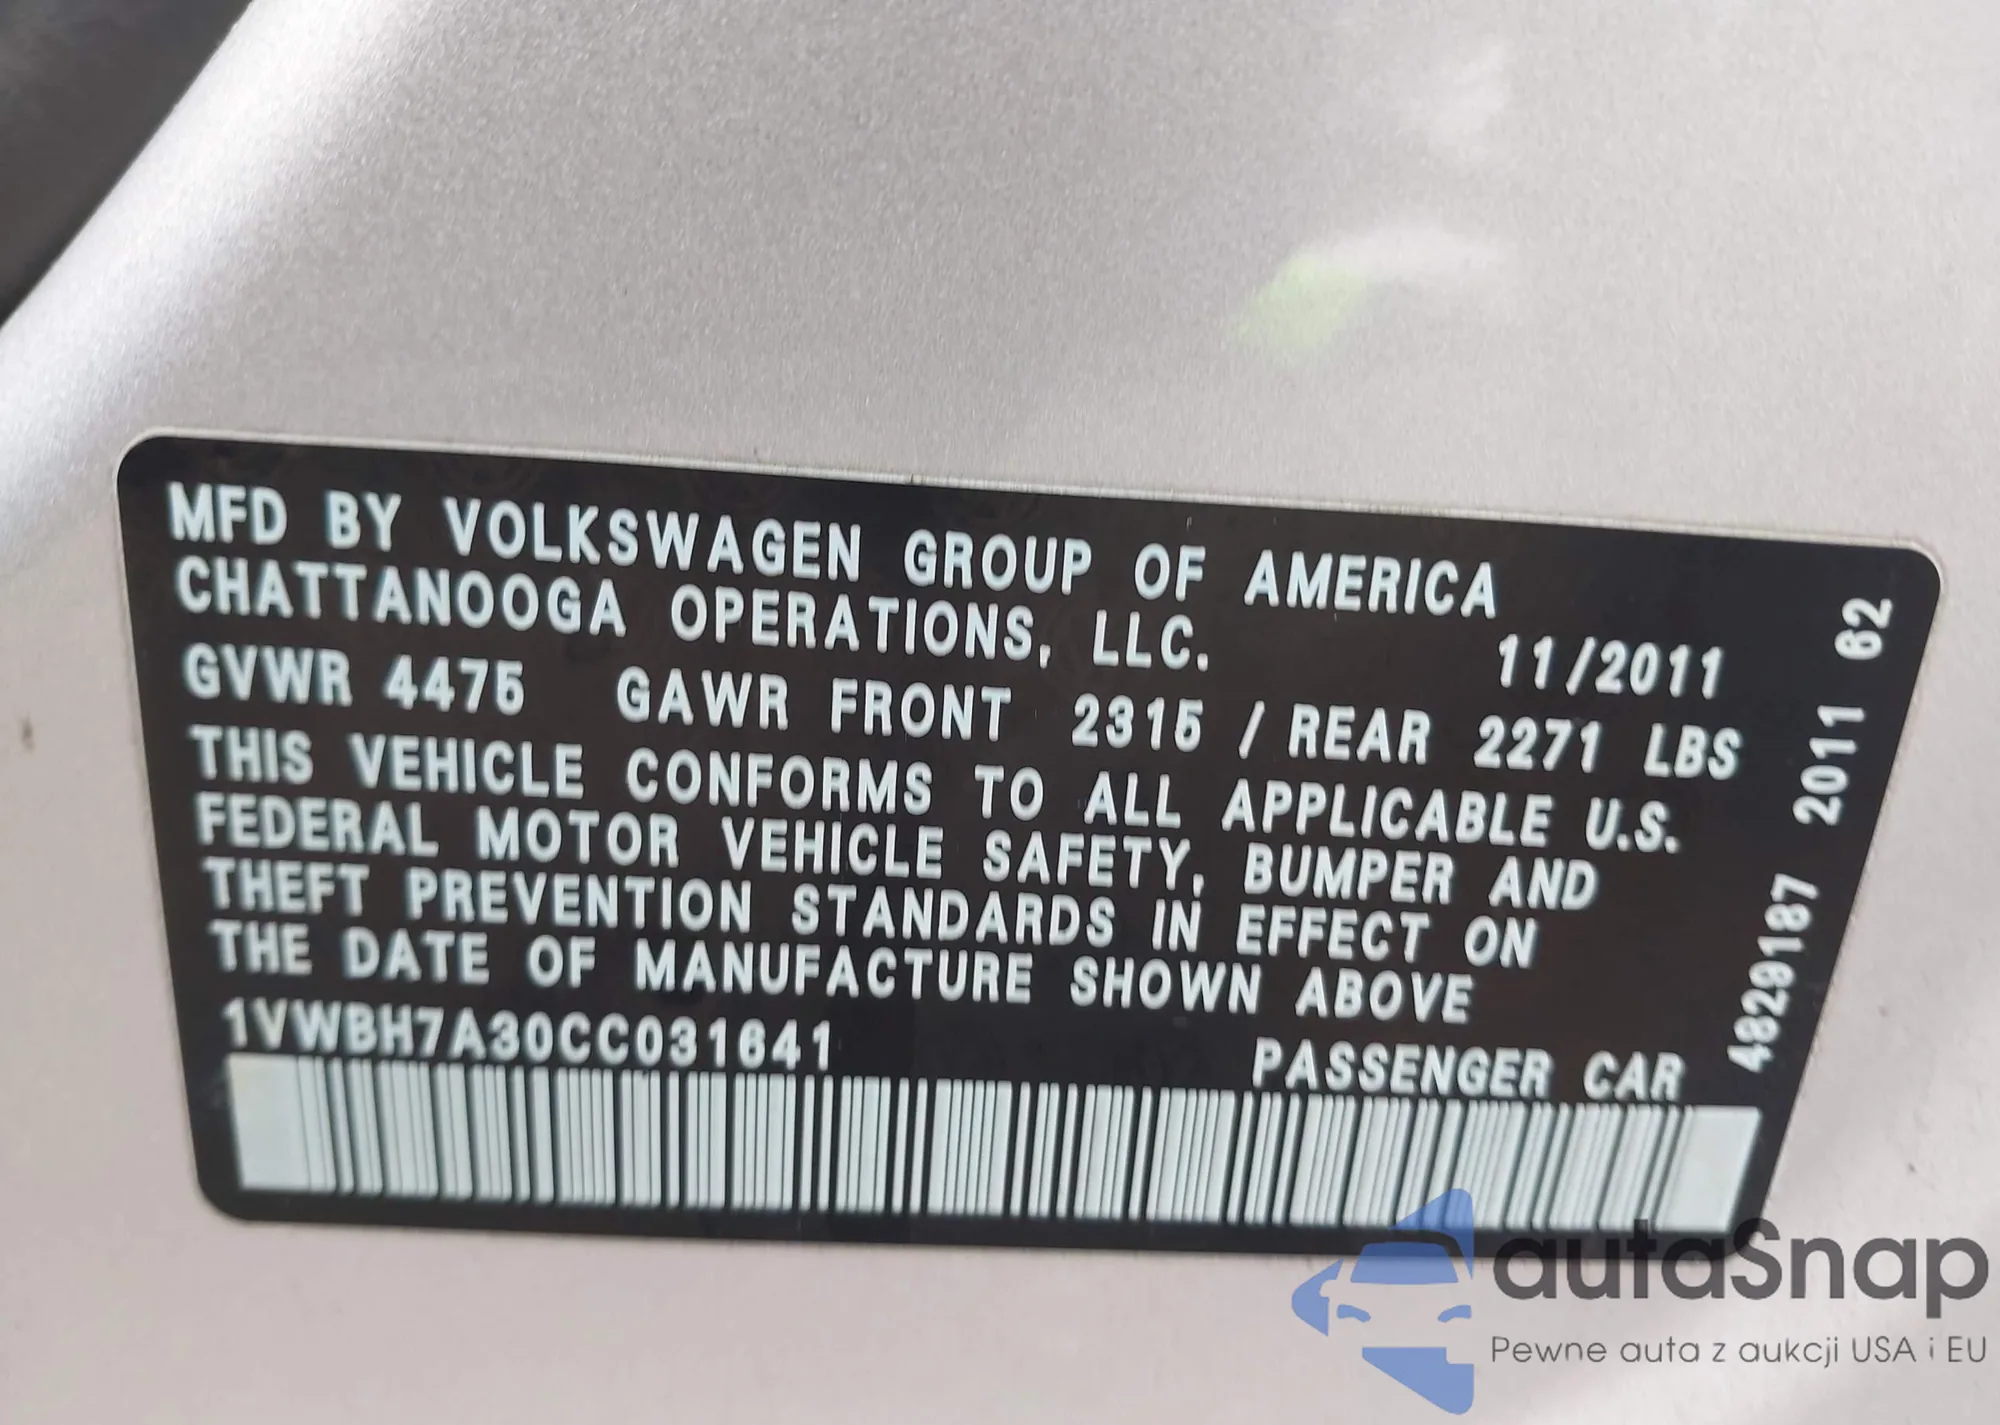 MFD BY VOLKSWAGEN GROUP OF AMERICA
CHATTANOOGA OPERATIONS, LLC.
11/2011
GVWR 4475 GAWR FRONT 2315 / REAR 2271 LBS
THIS VEHICLE CONFORMS TO ALL APPLICABLE U.S.
FEDERAL MOTOR VEHICLE SAFETY, BUMPER AND
THEFT PREVENTION STANDARDS IN EFFECT ON
THE DATE OF MANUFACTURE SHOWN ABOVE
1VWBH7A30CC031641
PASSENGER CAR
4829187 2011 62
autaSnap
Pewne auta z aukcji USA i EU